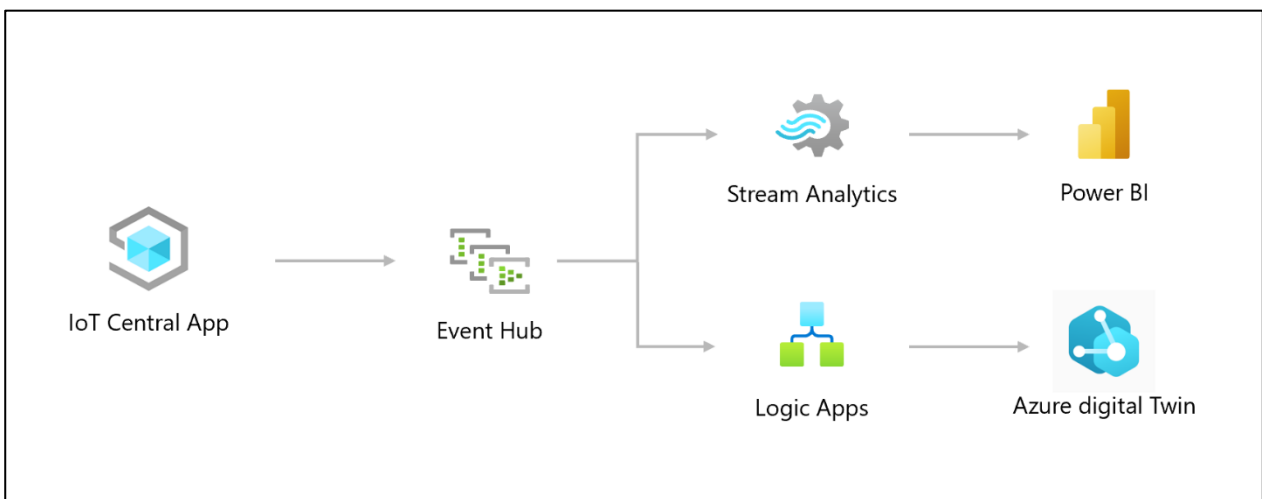 IoT Central App
Event Hub
Stream Analytics
Power BI
Logic Apps
Azure digital Twin